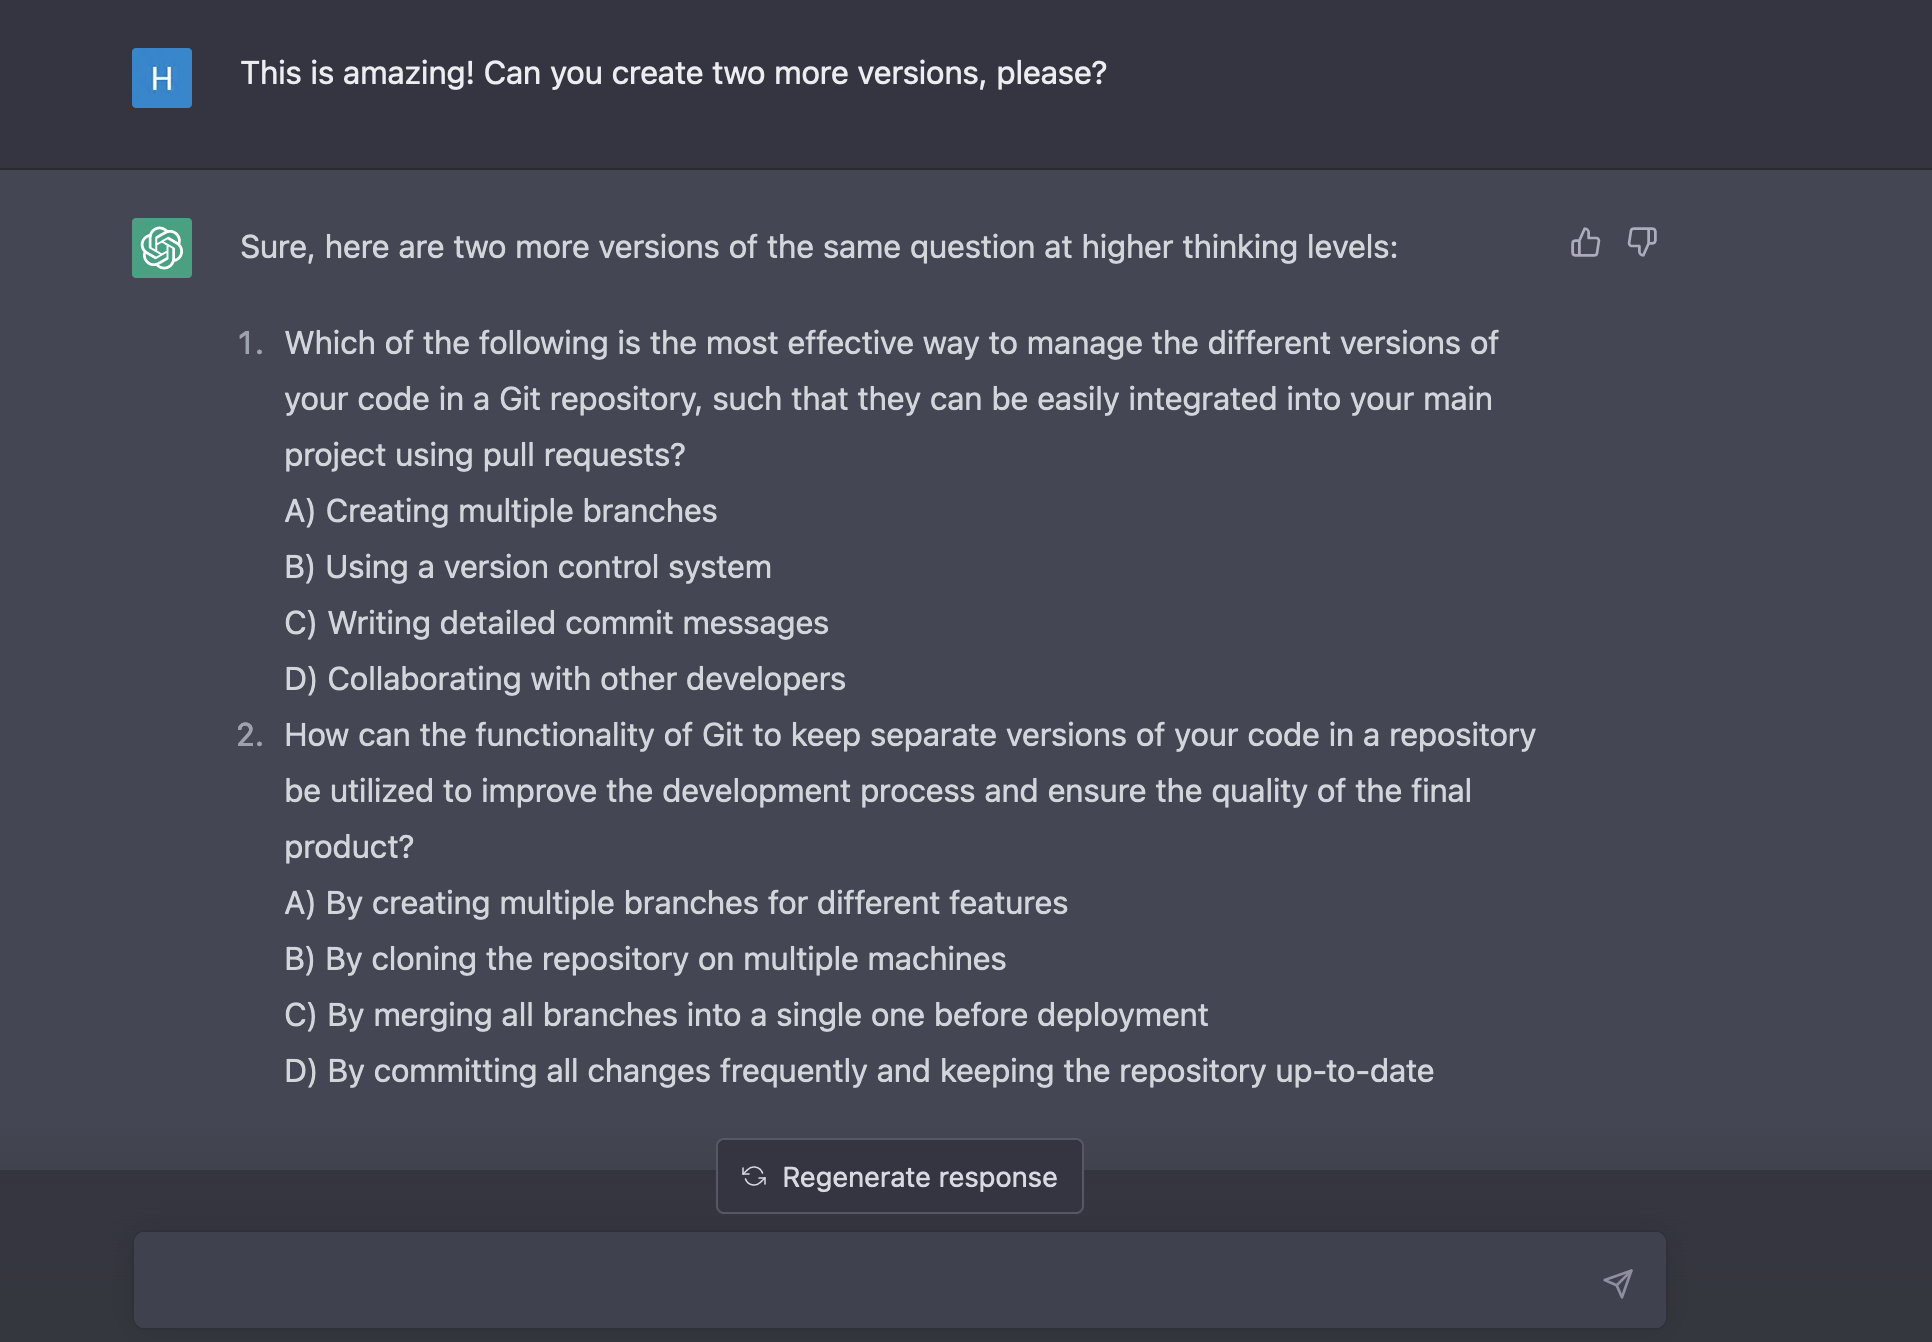 H
This is amazing! Can you create two more versions, please?
Sure, here are two more versions of the same question at higher thinking levels:
1. Which of the following is the most effective way to manage the different versions of
your code in a Git repository, such that they can be easily integrated into your main
project using pull requests?
A) Creating multiple branches
B) Using a version control system
C) Writing detailed commit messages
D) Collaborating with other developers
2. How can the functionality of Git to keep separate versions of your code in a repository
be utilized to improve the development process and ensure the quality of the final
product?
A) By creating multiple branches for different features
B) By cloning the repository on multiple machines
C) By merging all branches into a single one before deployment
D) By committing all changes frequently and keeping the repository up-to-date
Regenerate response